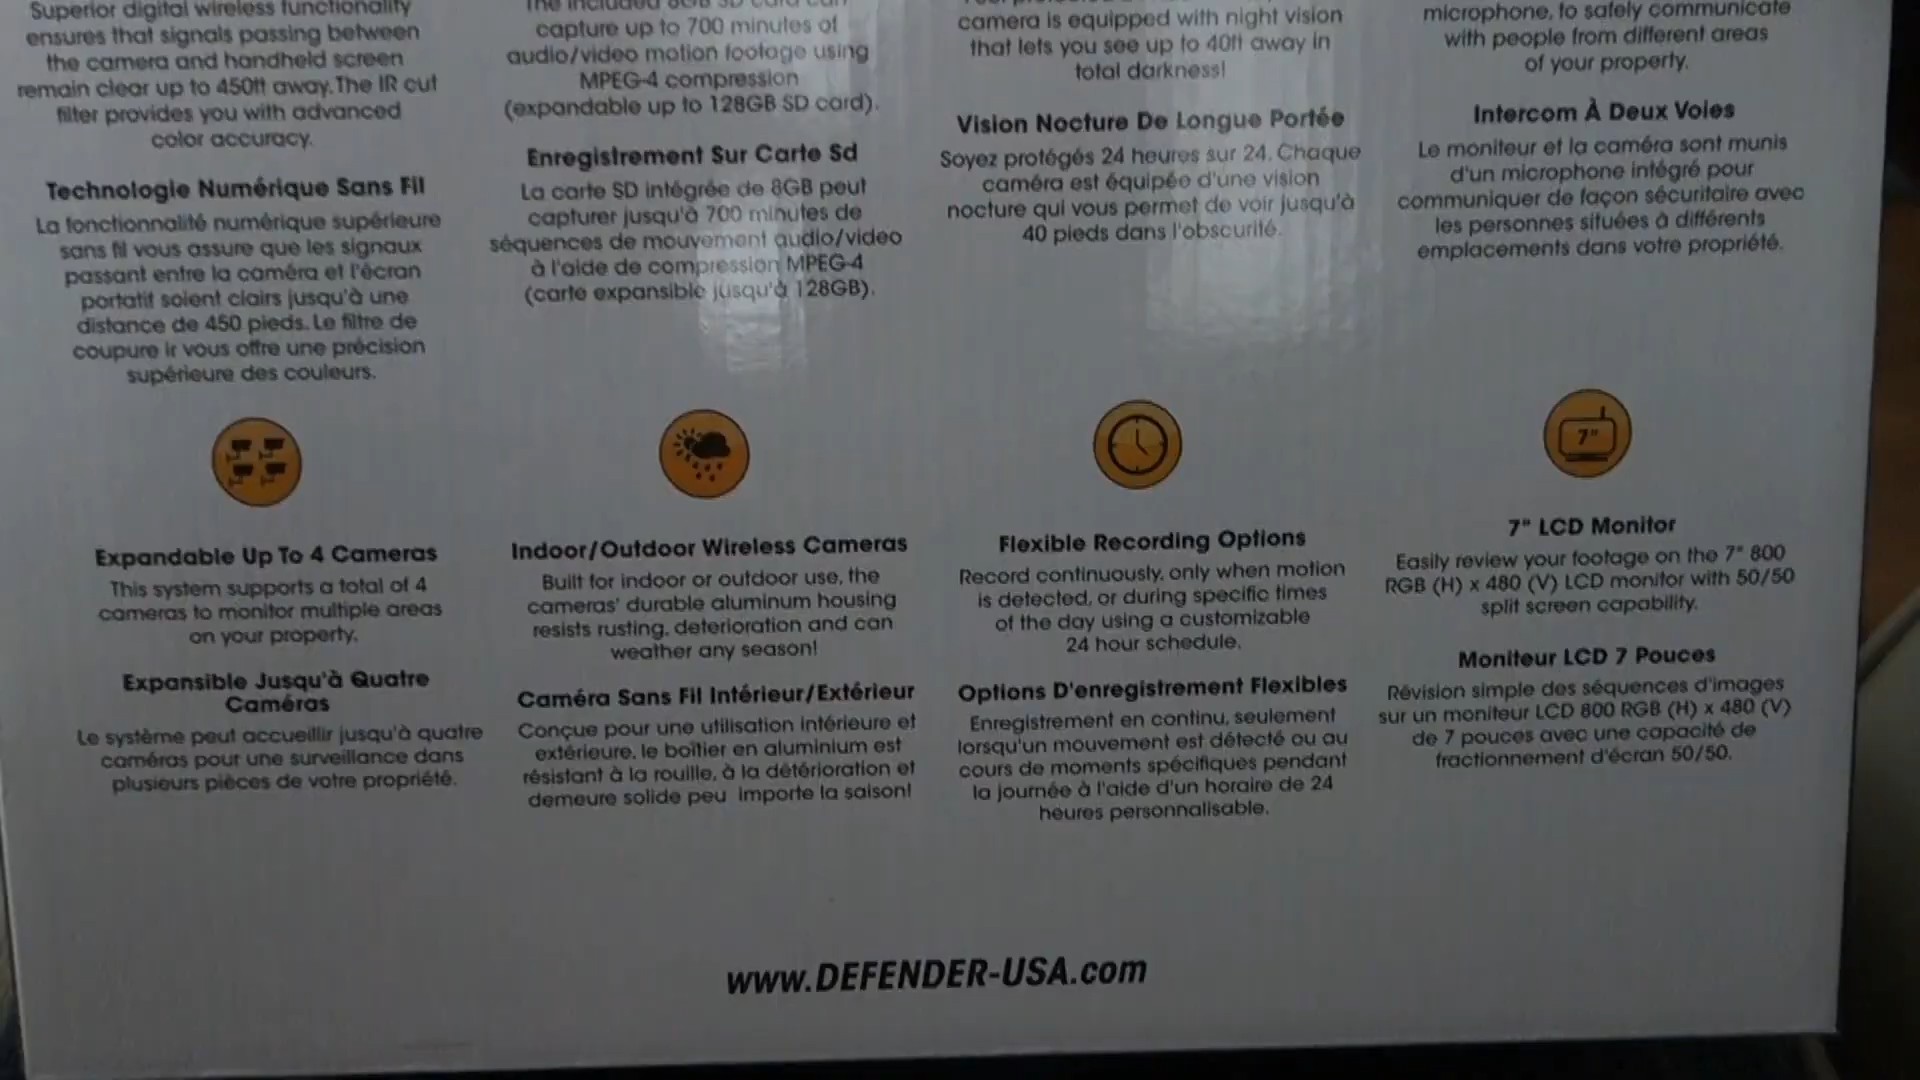 Superior digital wireless functionality
ensures that signals passing between
the camera and handheld screen
remain clear up to 450ft away. The IR cut
filter provides you with advanced
color accuracy.
Technologie Numérique Sans Fil
La fonctionnalité numérique supérieure
sans fil vous assure que les signaux
passant entre la caméra et l'écran
portatif soient clairs jusqu'à une
distance de 450 pieds. Le filtre de
coupure ir vous offre une précision
supérieure des couleurs.
The included 8GB SD card can
capture up to 700 minutes of
audio/video motion footage using
MPEG-4 compression
(expandable up to 128GB SD card).
Enregistrement Sur Carte Sd
La carte SD intégrée de 8GB peut
capturer jusqu'à 700 minutes de
séquences de mouvement audio/video
à l'aide de compression MPEG-4
(carte expansible jusqu'à 128GB).
camera is equipped with night vision
that lets you see up to 40ft away in
total darkness!
Vision Nocture De Longue Portée
Soyez protégés 24 heures sur 24. Chaque
caméra est équipée d'une vision
nocture qui vous permet de voir jusqu'à
40 pieds dans l'obscurité.
microphone, to safely communicate
with people from different areas
of your property.
Intercom À Deux Voies
Le moniteur et la caméra sont munis
d'un microphone intégré pour
communiquer de façon sécuritaire avec
les personnes situées à différents
emplacements dans votre propriété.
Expandable Up To 4 Cameras
This system supports a total of 4
cameras to monitor multiple areas
on your property.
Expansible Jusqu'à Quatre
Caméras
Le système peut accueillir jusqu'à quatre
caméras pour une surveillance dans
plusieurs pièces de votre propriété.
Indoor/Outdoor Wireless Cameras
Built for indoor or outdoor use, the
cameras' durable aluminum housing
resists rusting, deterioration and can
weather any season!
Caméra Sans Fil Intérieur/Extérieur
Conçue pour une utilisation intérieure et
extérieure, le boîtier en aluminium est
résistant à la rouille, à la détérioration et
demeure solide peu importe la saison!
Flexible Recording Options
Record continuously, only when motion
is detected, or during specific times
of the day using a customizable
24 hour schedule.
Options D'enregistrement Flexibles
Enregistrement en continu, seulement
lorsqu'un mouvement est détecté ou au
cours de moments spécifiques pendant
la journée à l'aide d'un horaire de 24
heures personnalisable.
7"
7" LCD Monitor
Easily review your footage on the 7" 800
RGB (H) x 480 (V) LCD monitor with 50/50
split screen capability.
Moniteur LCD 7 Pouces
Révision simple des séquences d'images
sur un moniteur LCD 800 RGB (H) x 480 (V)
de 7 pouces avec une capacité de
fractionnement d'écran 50/50.
www.DEFENDER-USA.com